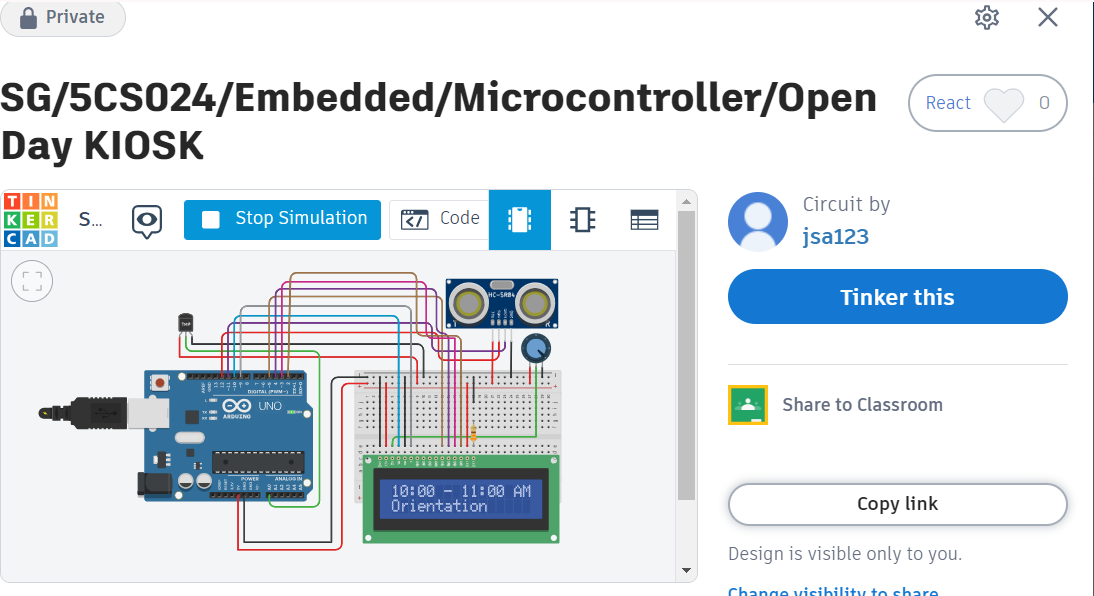 Private
SG/5CS024/Embedded/Microcontroller/Open
Day KIOSK
React 0
TIN
KER
CAD
S...
Stop Simulation
Code
Circuit by
jsa123
Tinker this
HC-SR04
TMP
DIGITAL (PWM~)
UNO
ARDUINO
POWER
ANALOG IN
10:00 - 11:00 AM
Orientation
Share to Classroom
Copy link
Design is visible only to you.
Change visibility to share